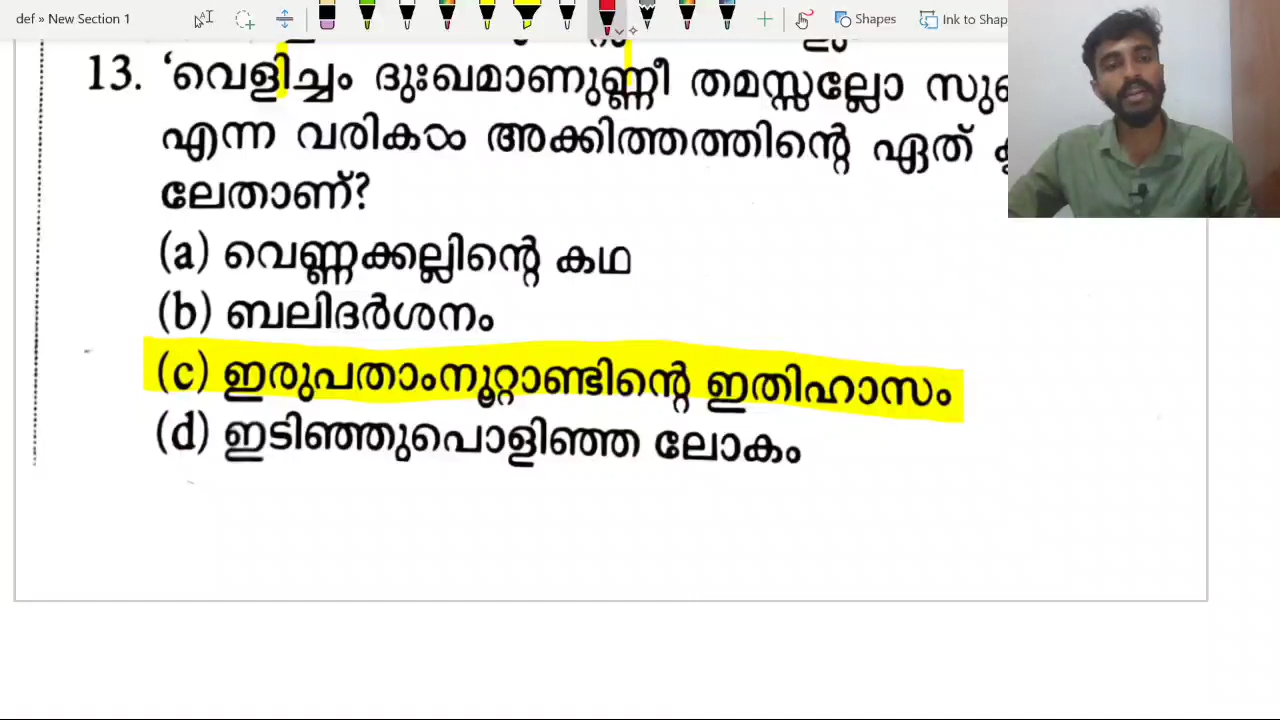 def » New Section 1
Shapes
Ink to Shap
13. ‘വെളിച്ചം ദുഃഖമാണുണ്ണീ തമസ്സല്ലോ
എന്ന വരികൾ അക്കിത്തത്തിന്റെ ഏത്
ലേതാണ്?
(a) വെണ്ണക്കല്ലിന്റെ കഥ
(b) ബലിദർശനം
(c) ഇരുപതാംനൂറ്റാണ്ടിന്റെ ഇതിഹാസം
(d) ഇടിഞ്ഞുപൊളിഞ്ഞ ലോകം